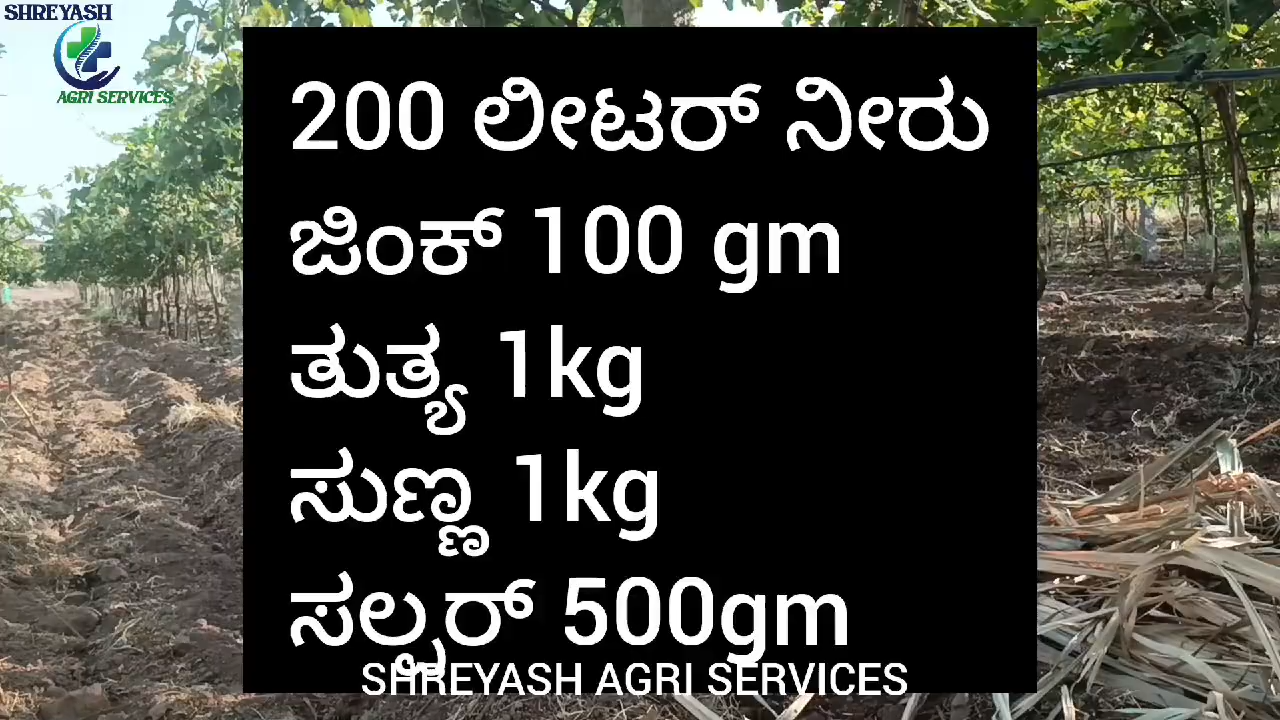 SHREYASH
AGRI SERVICES
200 ಲೀಟರ್ ನೀರು
ಜಿಂಕ್ 100 gm
ತುತ್ಯ 1kg
ಸುಣ್ಣ 1kg
ಸಲ್ಪರ್ 500gm
SHREYASH AGRI SERVICES